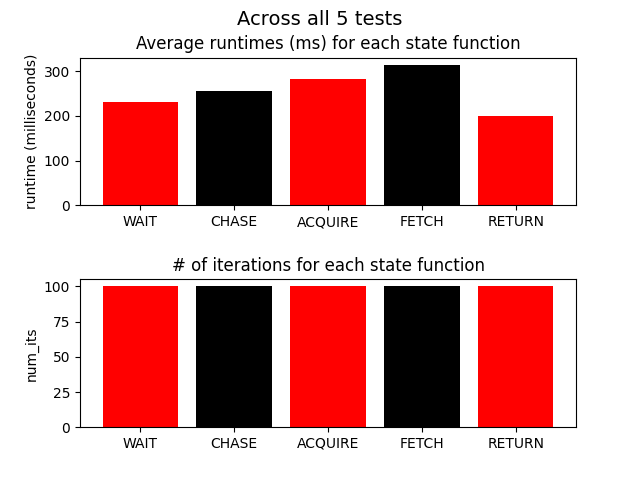 Across all 5 tests
Average runtimes (ms) for each state function
runtime (milliseconds)
300
200
100
0
WAIT CHASE ACQUIRE FETCH RETURN
# of iterations for each state function
num_its
100
75
50
25
0
WAIT CHASE ACQUIRE FETCH RETURN